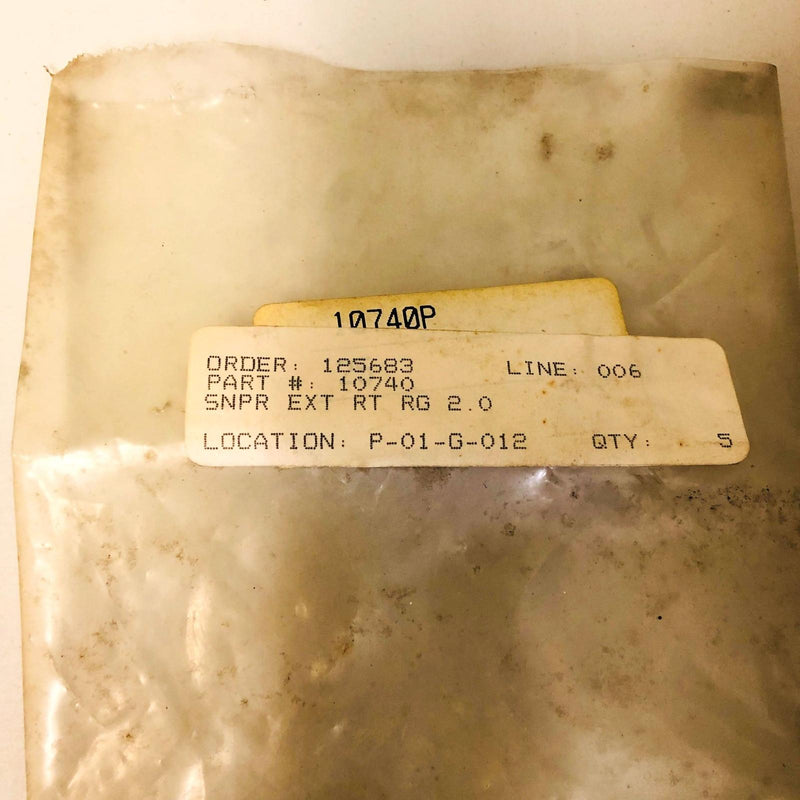 10740P
ORDER: 125683 LINE: 006
PART #: 10740
SNPR EXT RT RG 2.0
LOCATION: P-01-G-012 QTY: 5